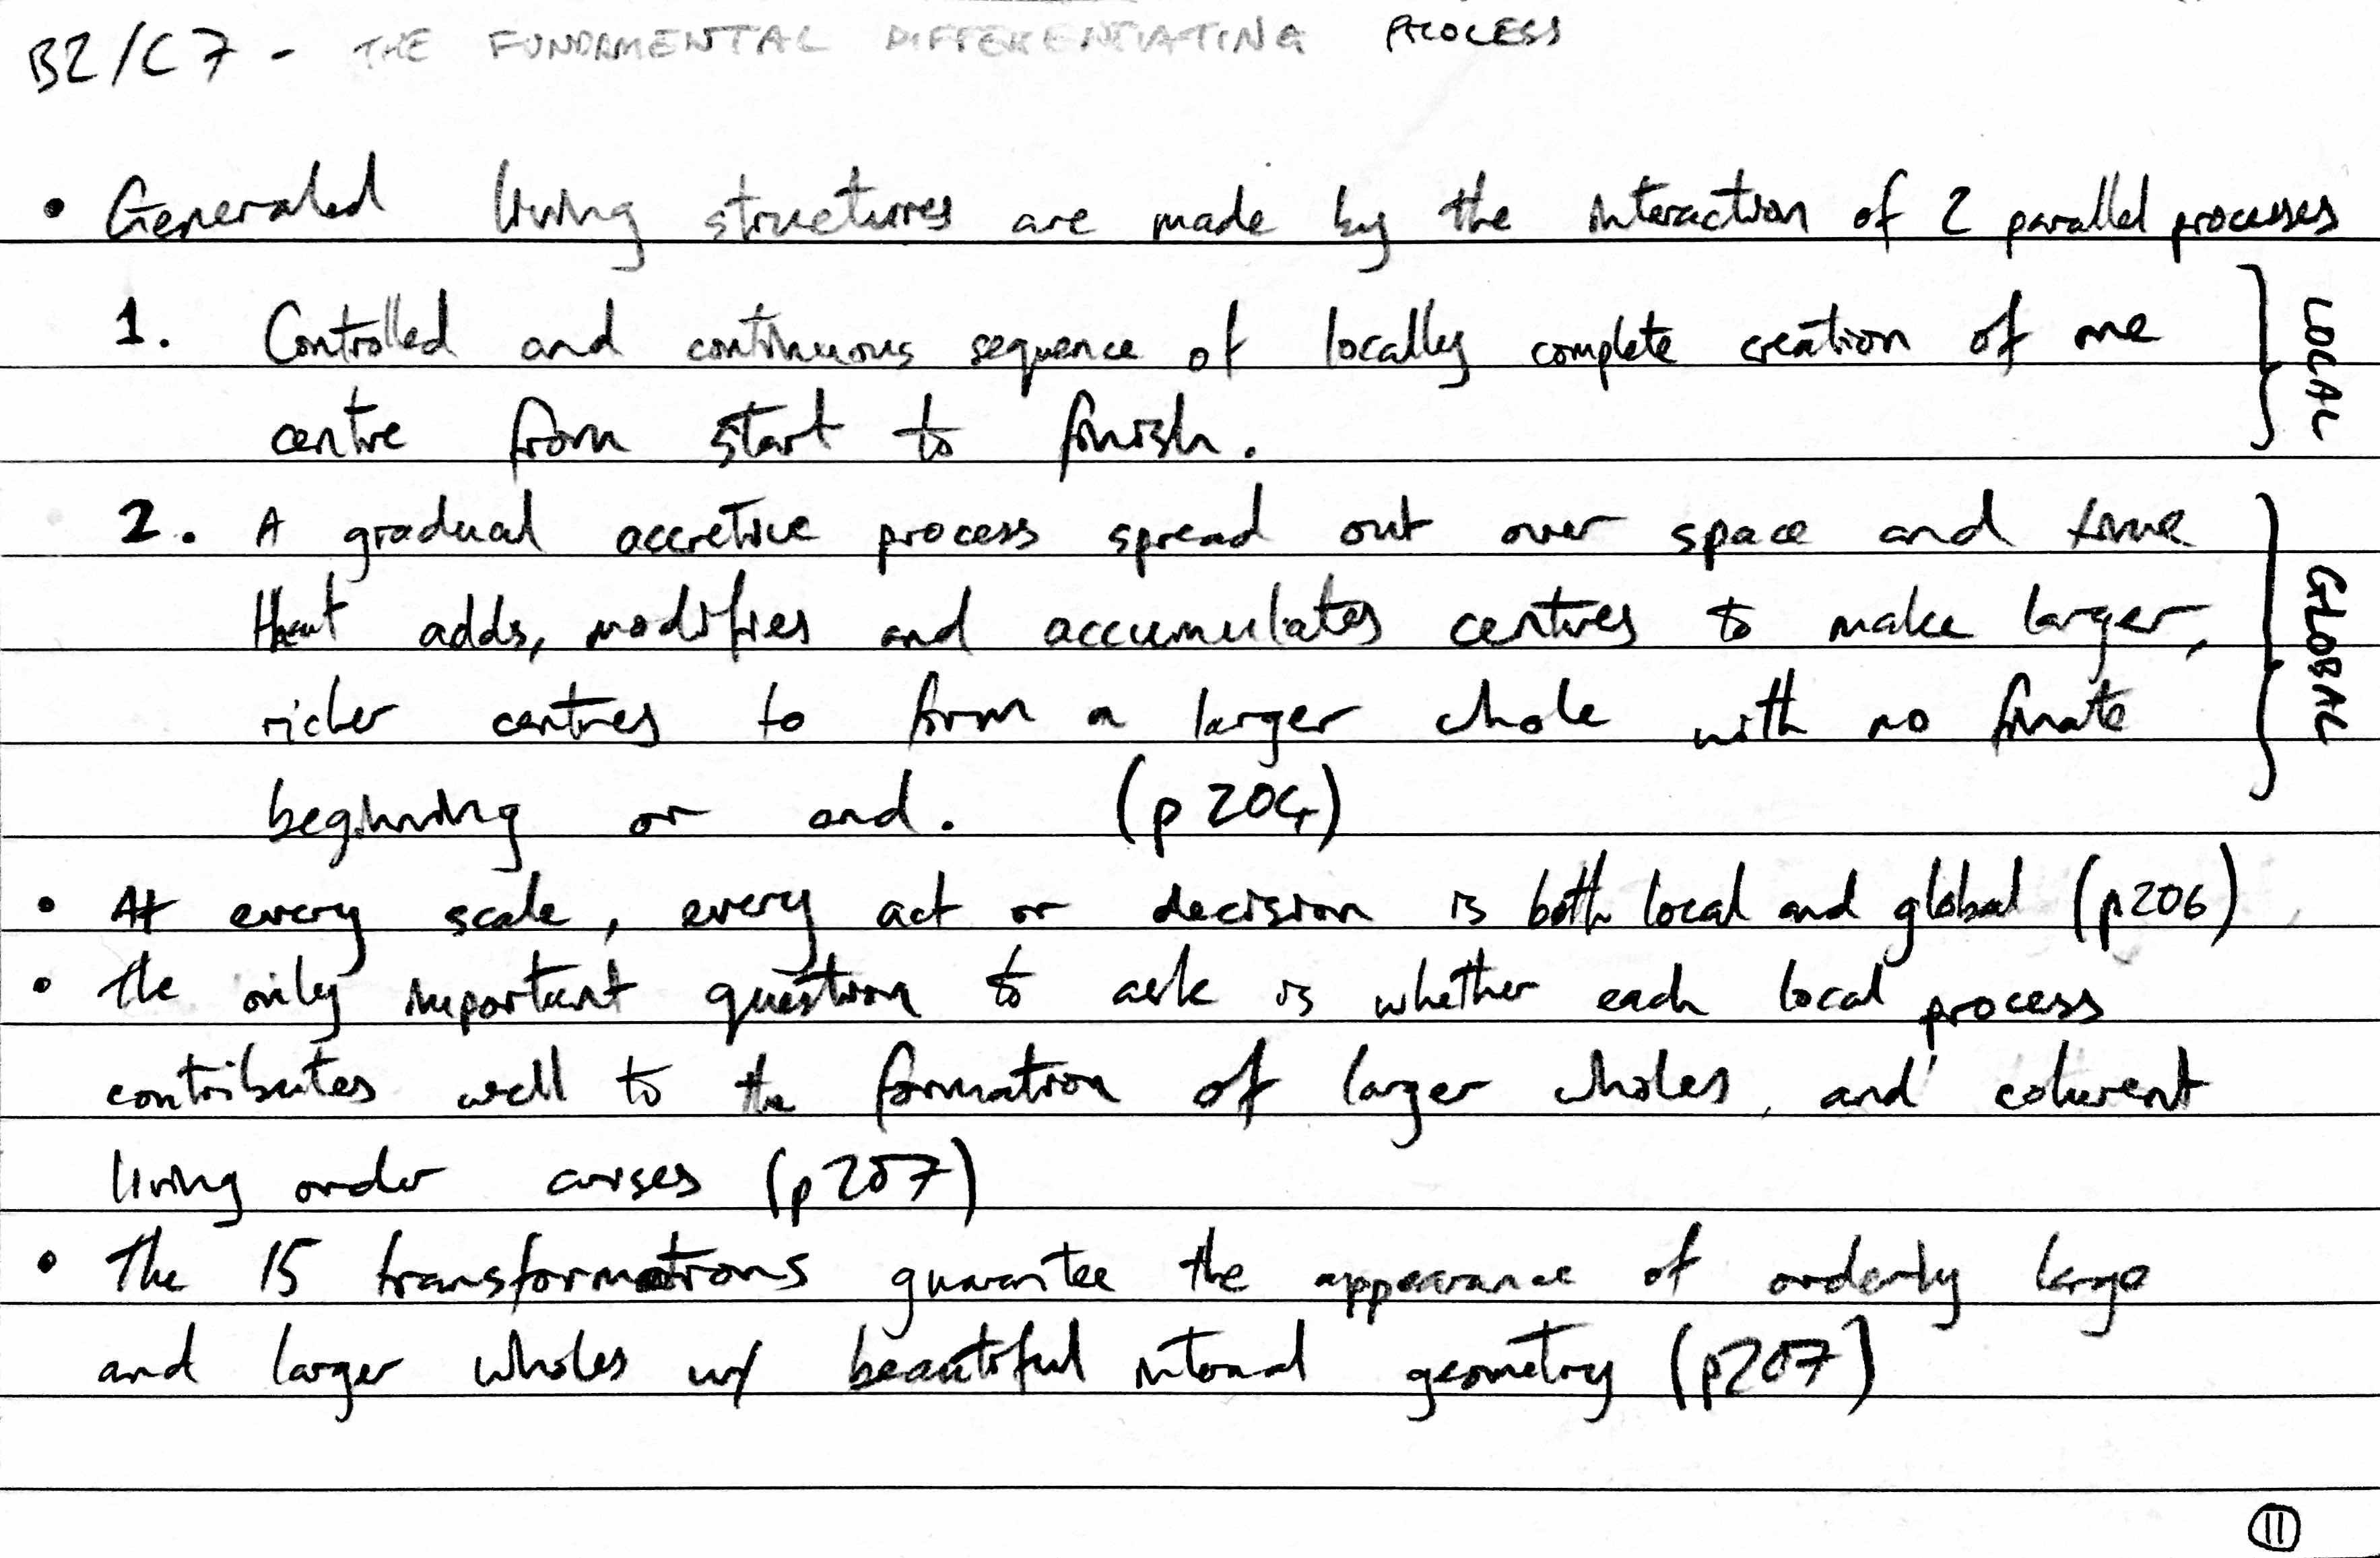 B2/C7 - THE FUNDAMENTAL DIFFERENTIATING PROCESS
• Generated living structures are made by the interaction of 2 parallel processes
1. Controlled and continuous sequence of locally complete creation of one
centre from start to finish.
LOCAL
2. A gradual accretive process spread out over space and time
that adds, modifies and accumulates centres to make larger,
richer centres to form a larger whole with no finate
beginning or end. (p204)
GLOBAL
• At every scale, every act or decision is both local and global (p206)
• The only important question to ask is whether each local process
contributes well to the formation of larger wholes, and coherent
living order arises (p207)
• The 15 transformations guarantee the appearance of orderly large
and larger wholes w/ beautiful internal geometry (p207)
11